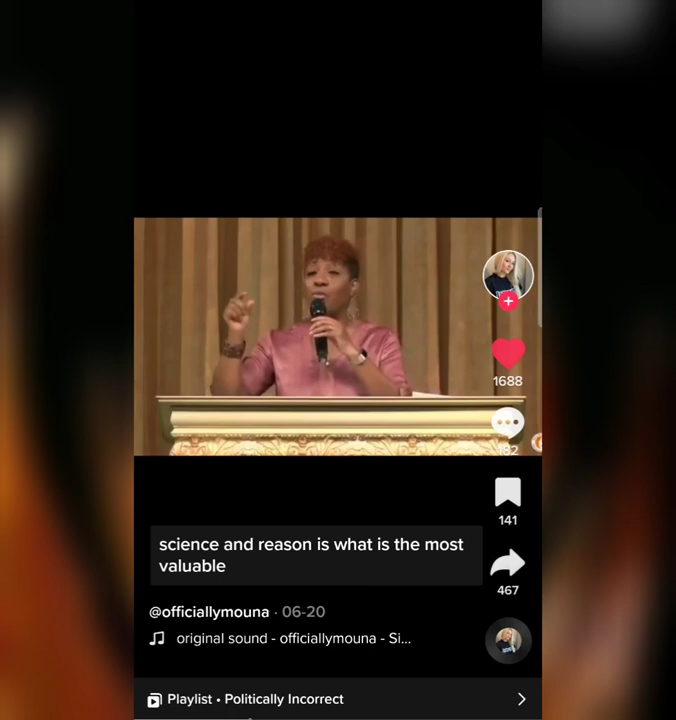 1688
182
141
science and reason is what is the most
valuable
467
@officiallymouna · 06-20
original sound - officiallymouna - Si...
Playlist • Politically Incorrect